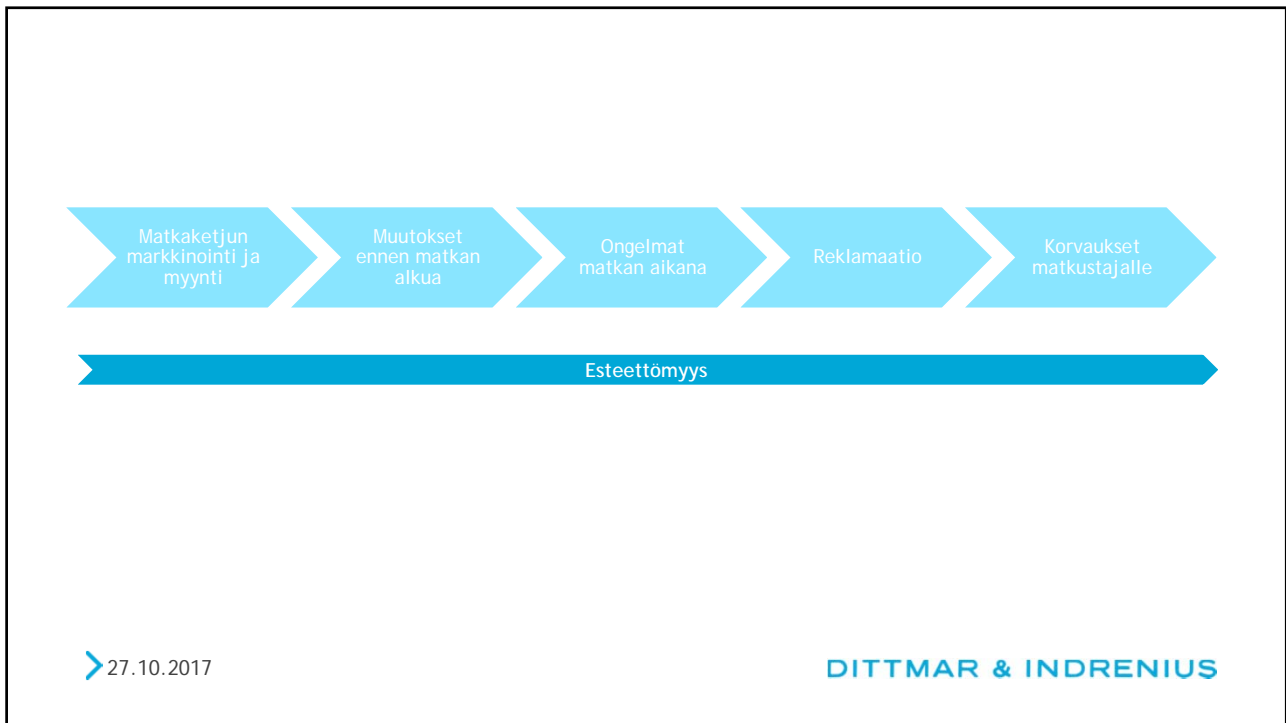 Matkaketjun
markkinointi ja
myynti
Muutokset
ennen matkan
alkua
Ongelmat
matkan aikana
Reklamaatio
Korvaukset
matkustajalle
Esteettömyys
27.10.2017
DITTMAR & INDRENIUS